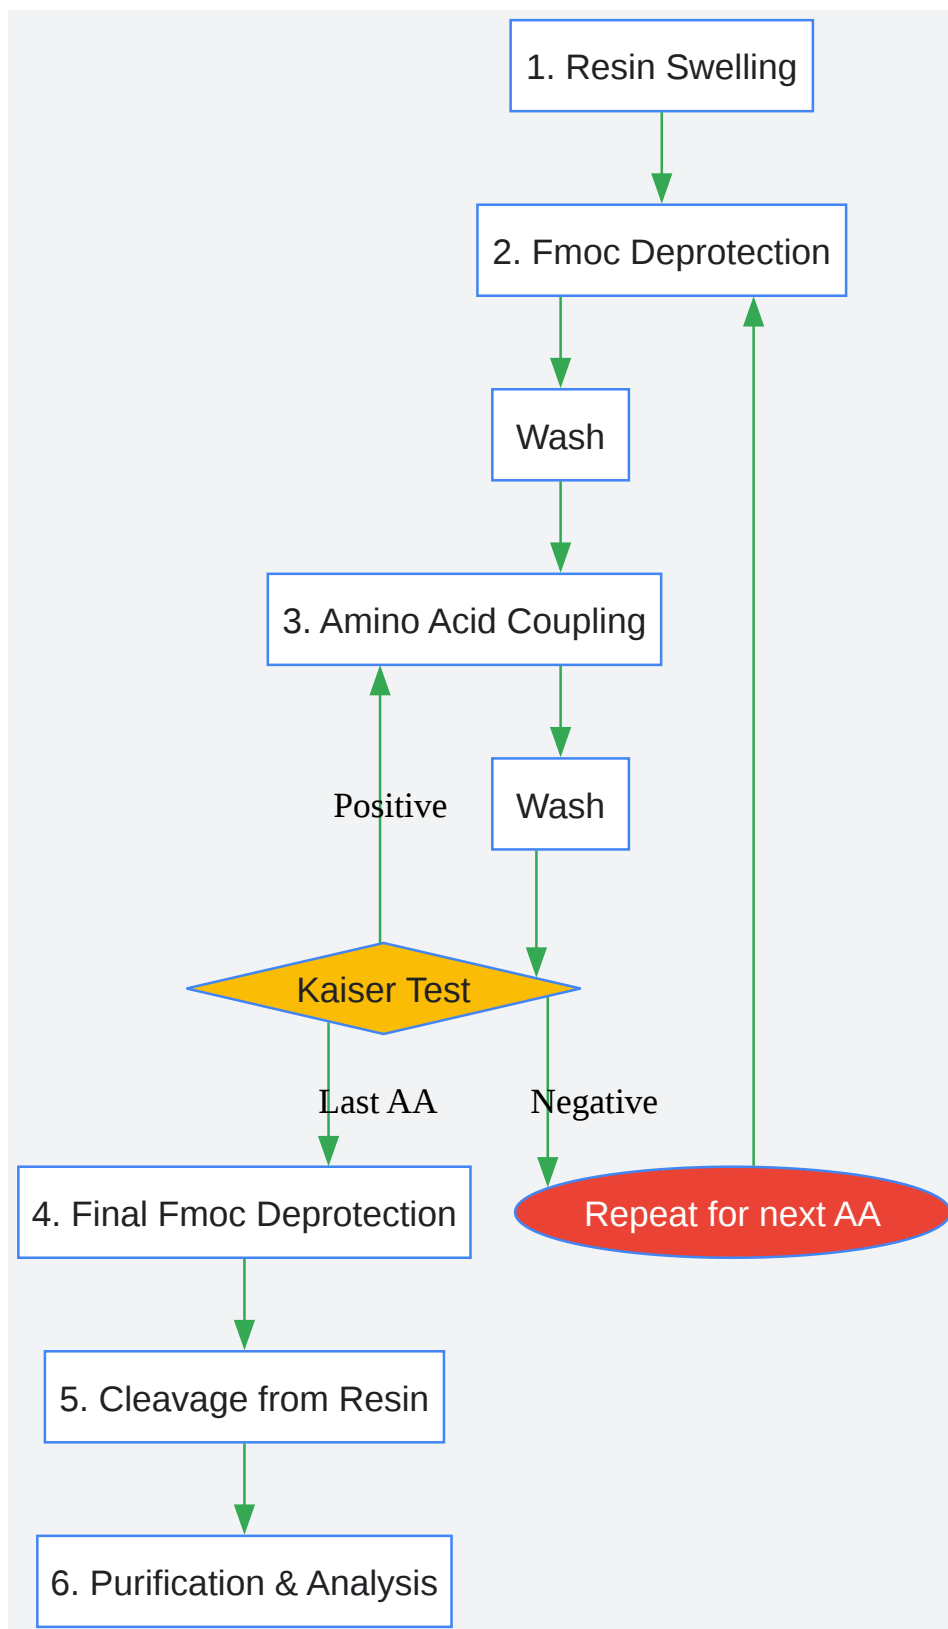 1. Resin Swelling
2. Fmoc Deprotection
Wash
3. Amino Acid Coupling
Positive
Wash
Kaiser Test
Last AA
Negative
4. Final Fmoc Deprotection
Repeat for next AA
5. Cleavage from Resin
6. Purification & Analysis